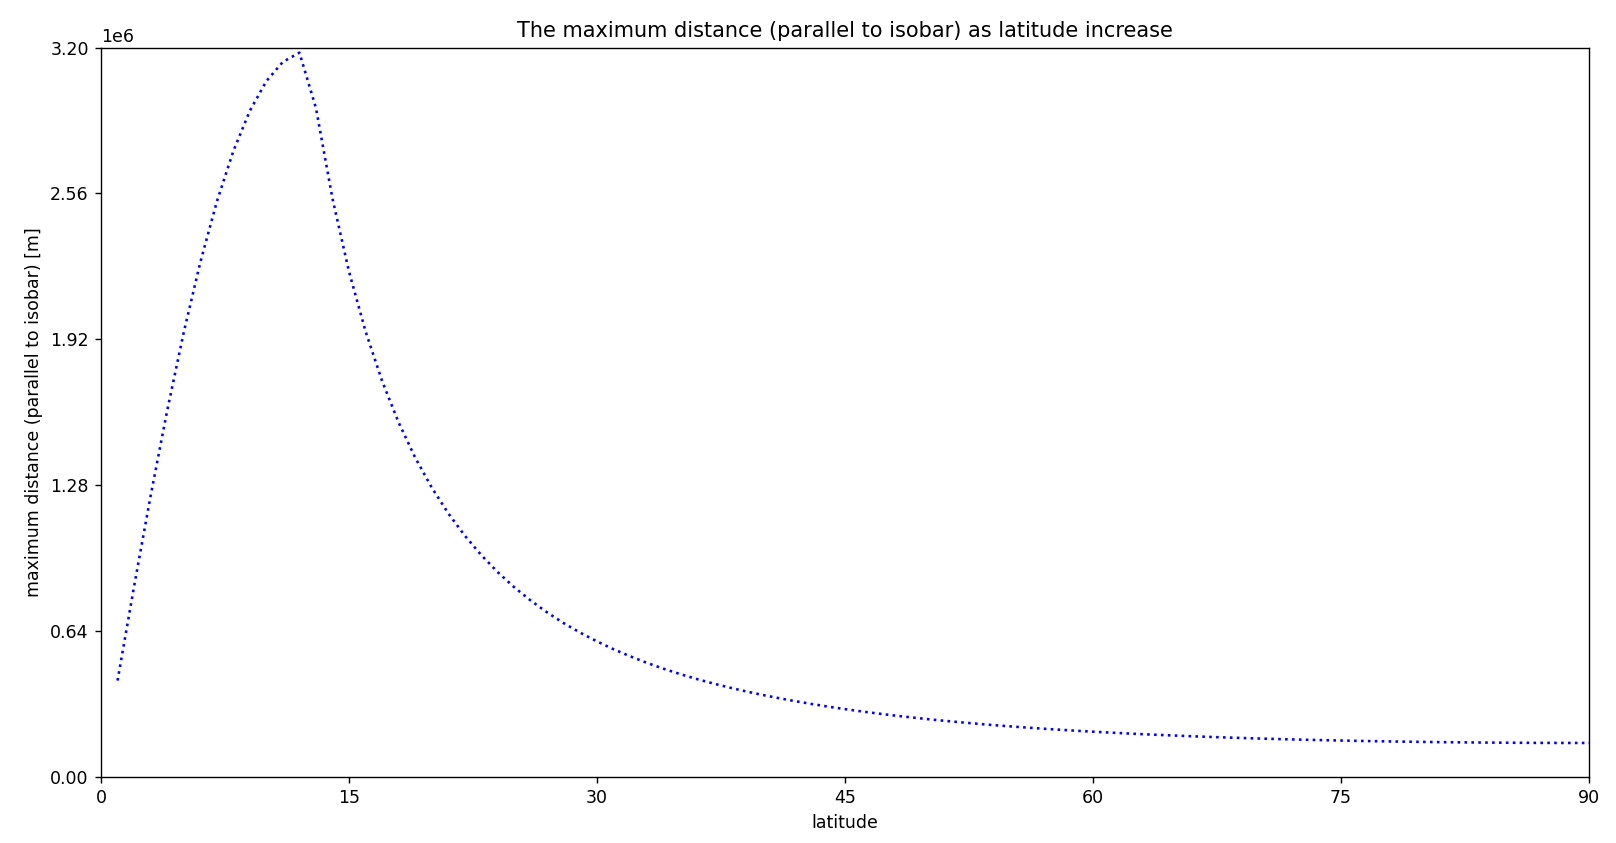 The maximum distance (parallel to isobar) as latitude increase
1e6
3.20
2.56
1.92
1.28
0.64
0.00
maximum distance (parallel to isobar) [m]
0 15 30 45 60 75 90
latitude